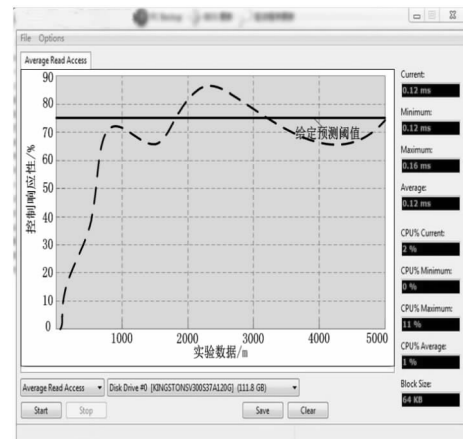 File Options
Average Read Access
90
80
70
60
50
40
30
20
10
0
控制响应性/%
给定预测阈值
1000 2000 3000 4000 5000
实验数据/m
Current:
0.12 ms
Minimum:
0.12 ms
Maximum:
0.16 ms
Average:
0.12 ms
CPU% Current:
2 %
CPU% Minimum:
0 %
CPU% Maximum:
11 %
CPU% Average:
1 %
Block Size:
64 KB
Average Read Access Disk Drive #0 [KINGSTONSV300S37A120G] (111.8 GB)
Start Stop Save Clear